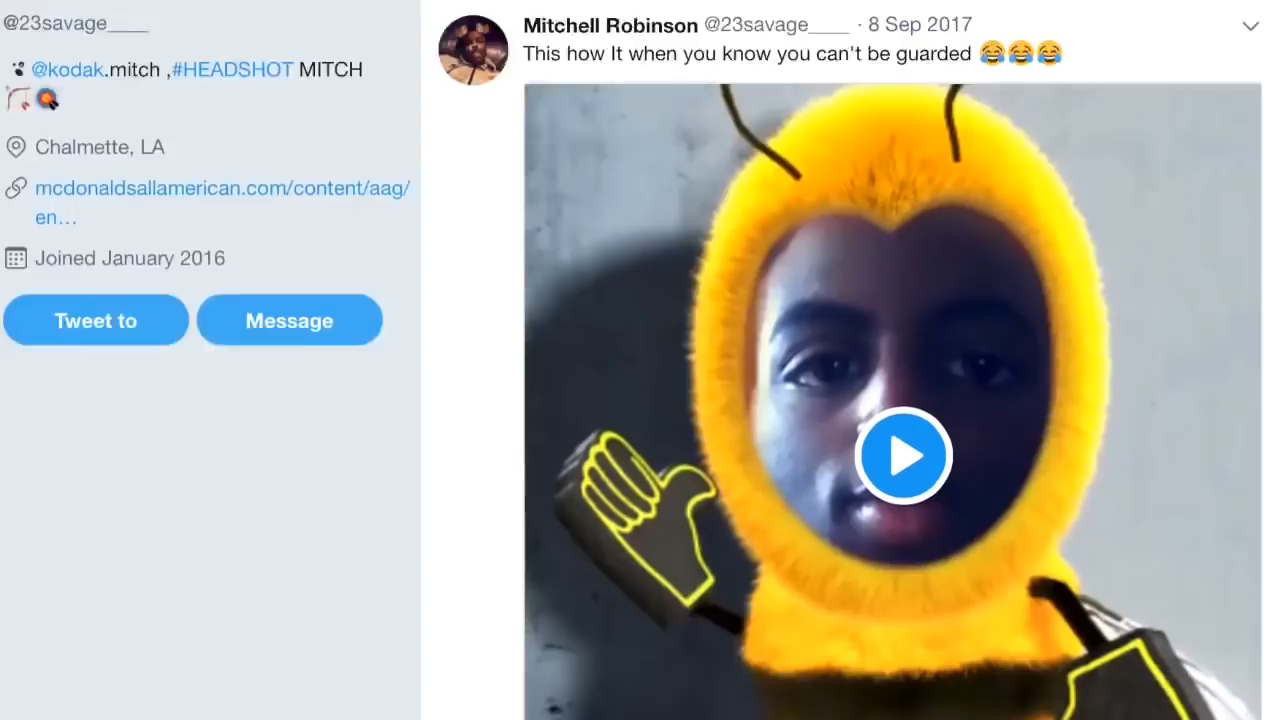 @23savage____
@kodak.mitch ,#HEADSHOT MITCH
Chalmette, LA
mcdonaldsallamerican.com/content/aag/
en…
Joined January 2016
Tweet to
Message
Mitchell Robinson @23savage____ · 8 Sep 2017
This how It when you know you can't be guarded 😂😂😂